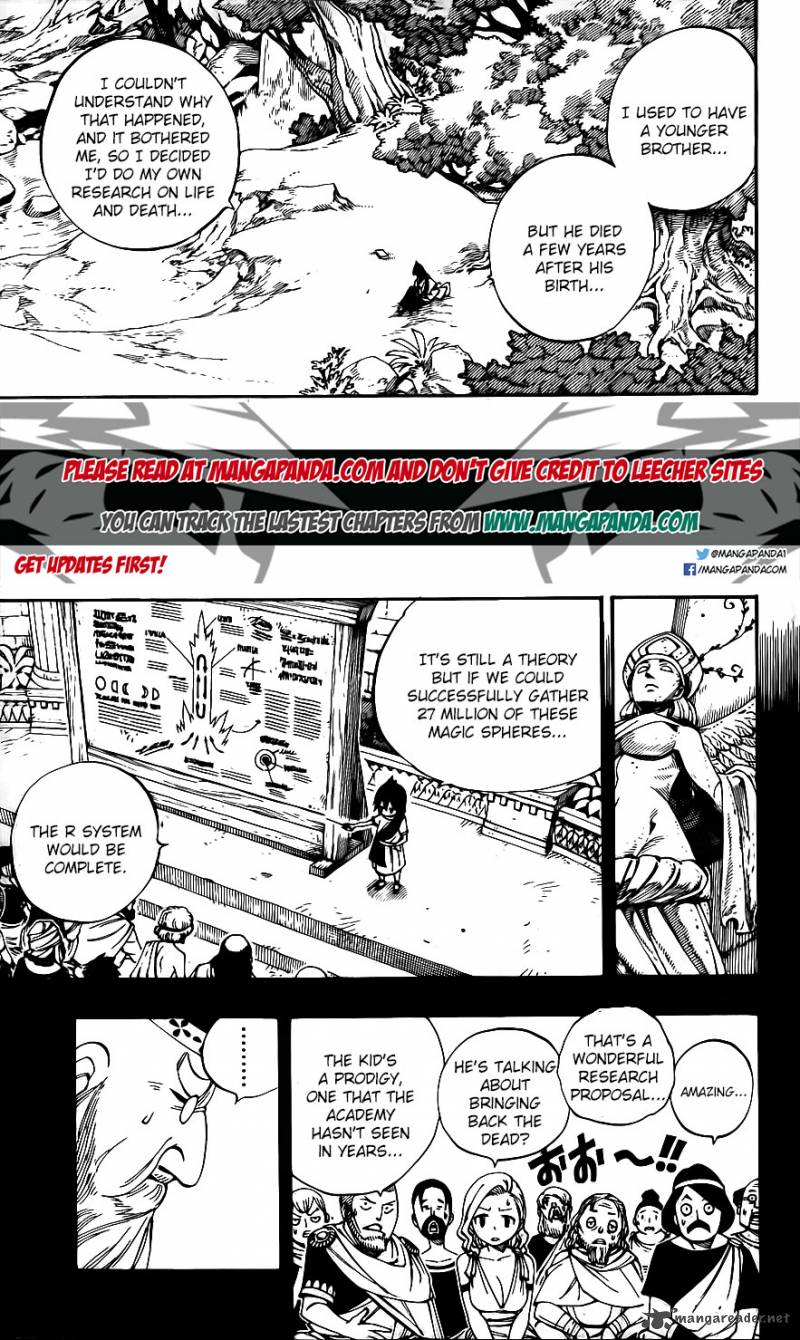 I USED TO HAVE
A YOUNGER
BROTHER...
BUT HE DIED
A FEW YEARS
AFTER HIS
BIRTH...
I COULDN'T
UNDERSTAND WHY
THAT HAPPENED,
AND IT BOTHERED
ME, SO I DECIDED
I'D DO MY OWN
RESEARCH ON LIFE
AND DEATH...
PLEASE READ AT MANGAPANDA.COM AND DON'T GIVE CREDIT TO LEECHER SITES
YOU CAN TRACK THE LASTEST CHAPTERS FROM WWW.MANGAPANDA.COM
GET UPDATES FIRST!
@MANGAPANDA1
/MANGAPANDACOM
IT'S STILL A THEORY
BUT IF WE COULD
SUCCESSFULLY GATHER
27 MILLION OF THESE
MAGIC SPHERES...
THE R SYSTEM
WOULD BE
COMPLETE.
AMAZING...
THAT'S A
WONDERFUL
RESEARCH
PROPOSAL...
HE'S TALKING
ABOUT
BRINGING
BACK THE
DEAD?
THE KID'S
A PRODIGY,
ONE THAT THE
ACADEMY
HASN'T SEEN
IN YEARS...
おお〜!!
........
mangareader.net